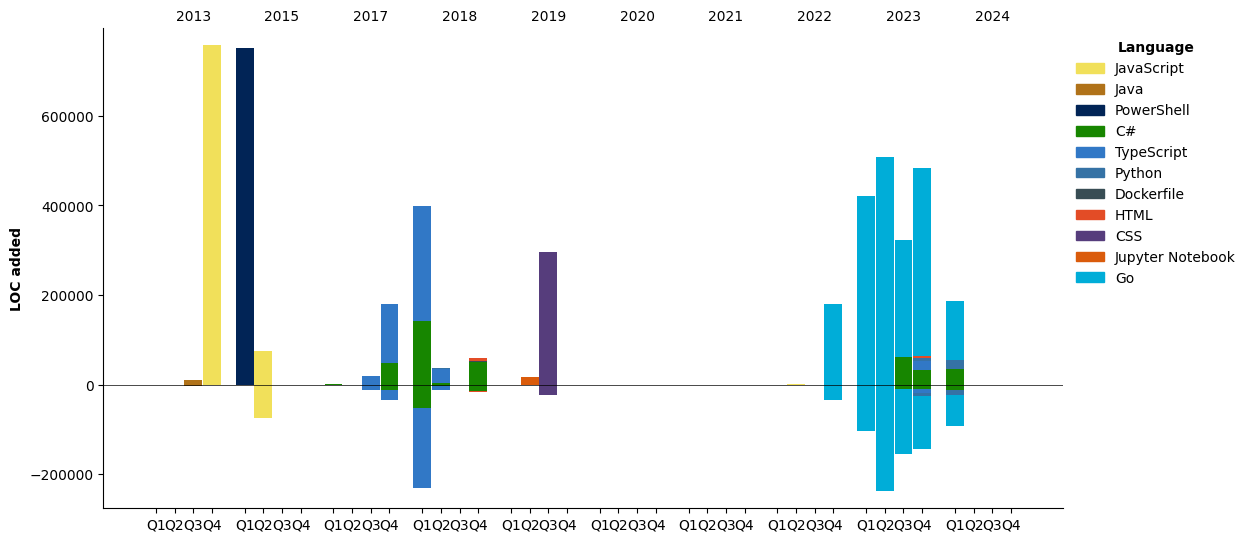 2013 2015 2017 2018 2019 2020 2021 2022 2023 2024
Language
JavaScript
Java
PowerShell
C#
TypeScript
Python
Dockerfile
HTML
CSS
Jupyter Notebook
Go
LOC added
600000
400000
200000
0
−200000
Q1Q2Q3Q4 Q1Q2Q3Q4 Q1Q2Q3Q4 Q1Q2Q3Q4 Q1Q2Q3Q4 Q1Q2Q3Q4 Q1Q2Q3Q4 Q1Q2Q3Q4 Q1Q2Q3Q4 Q1Q2Q3Q4